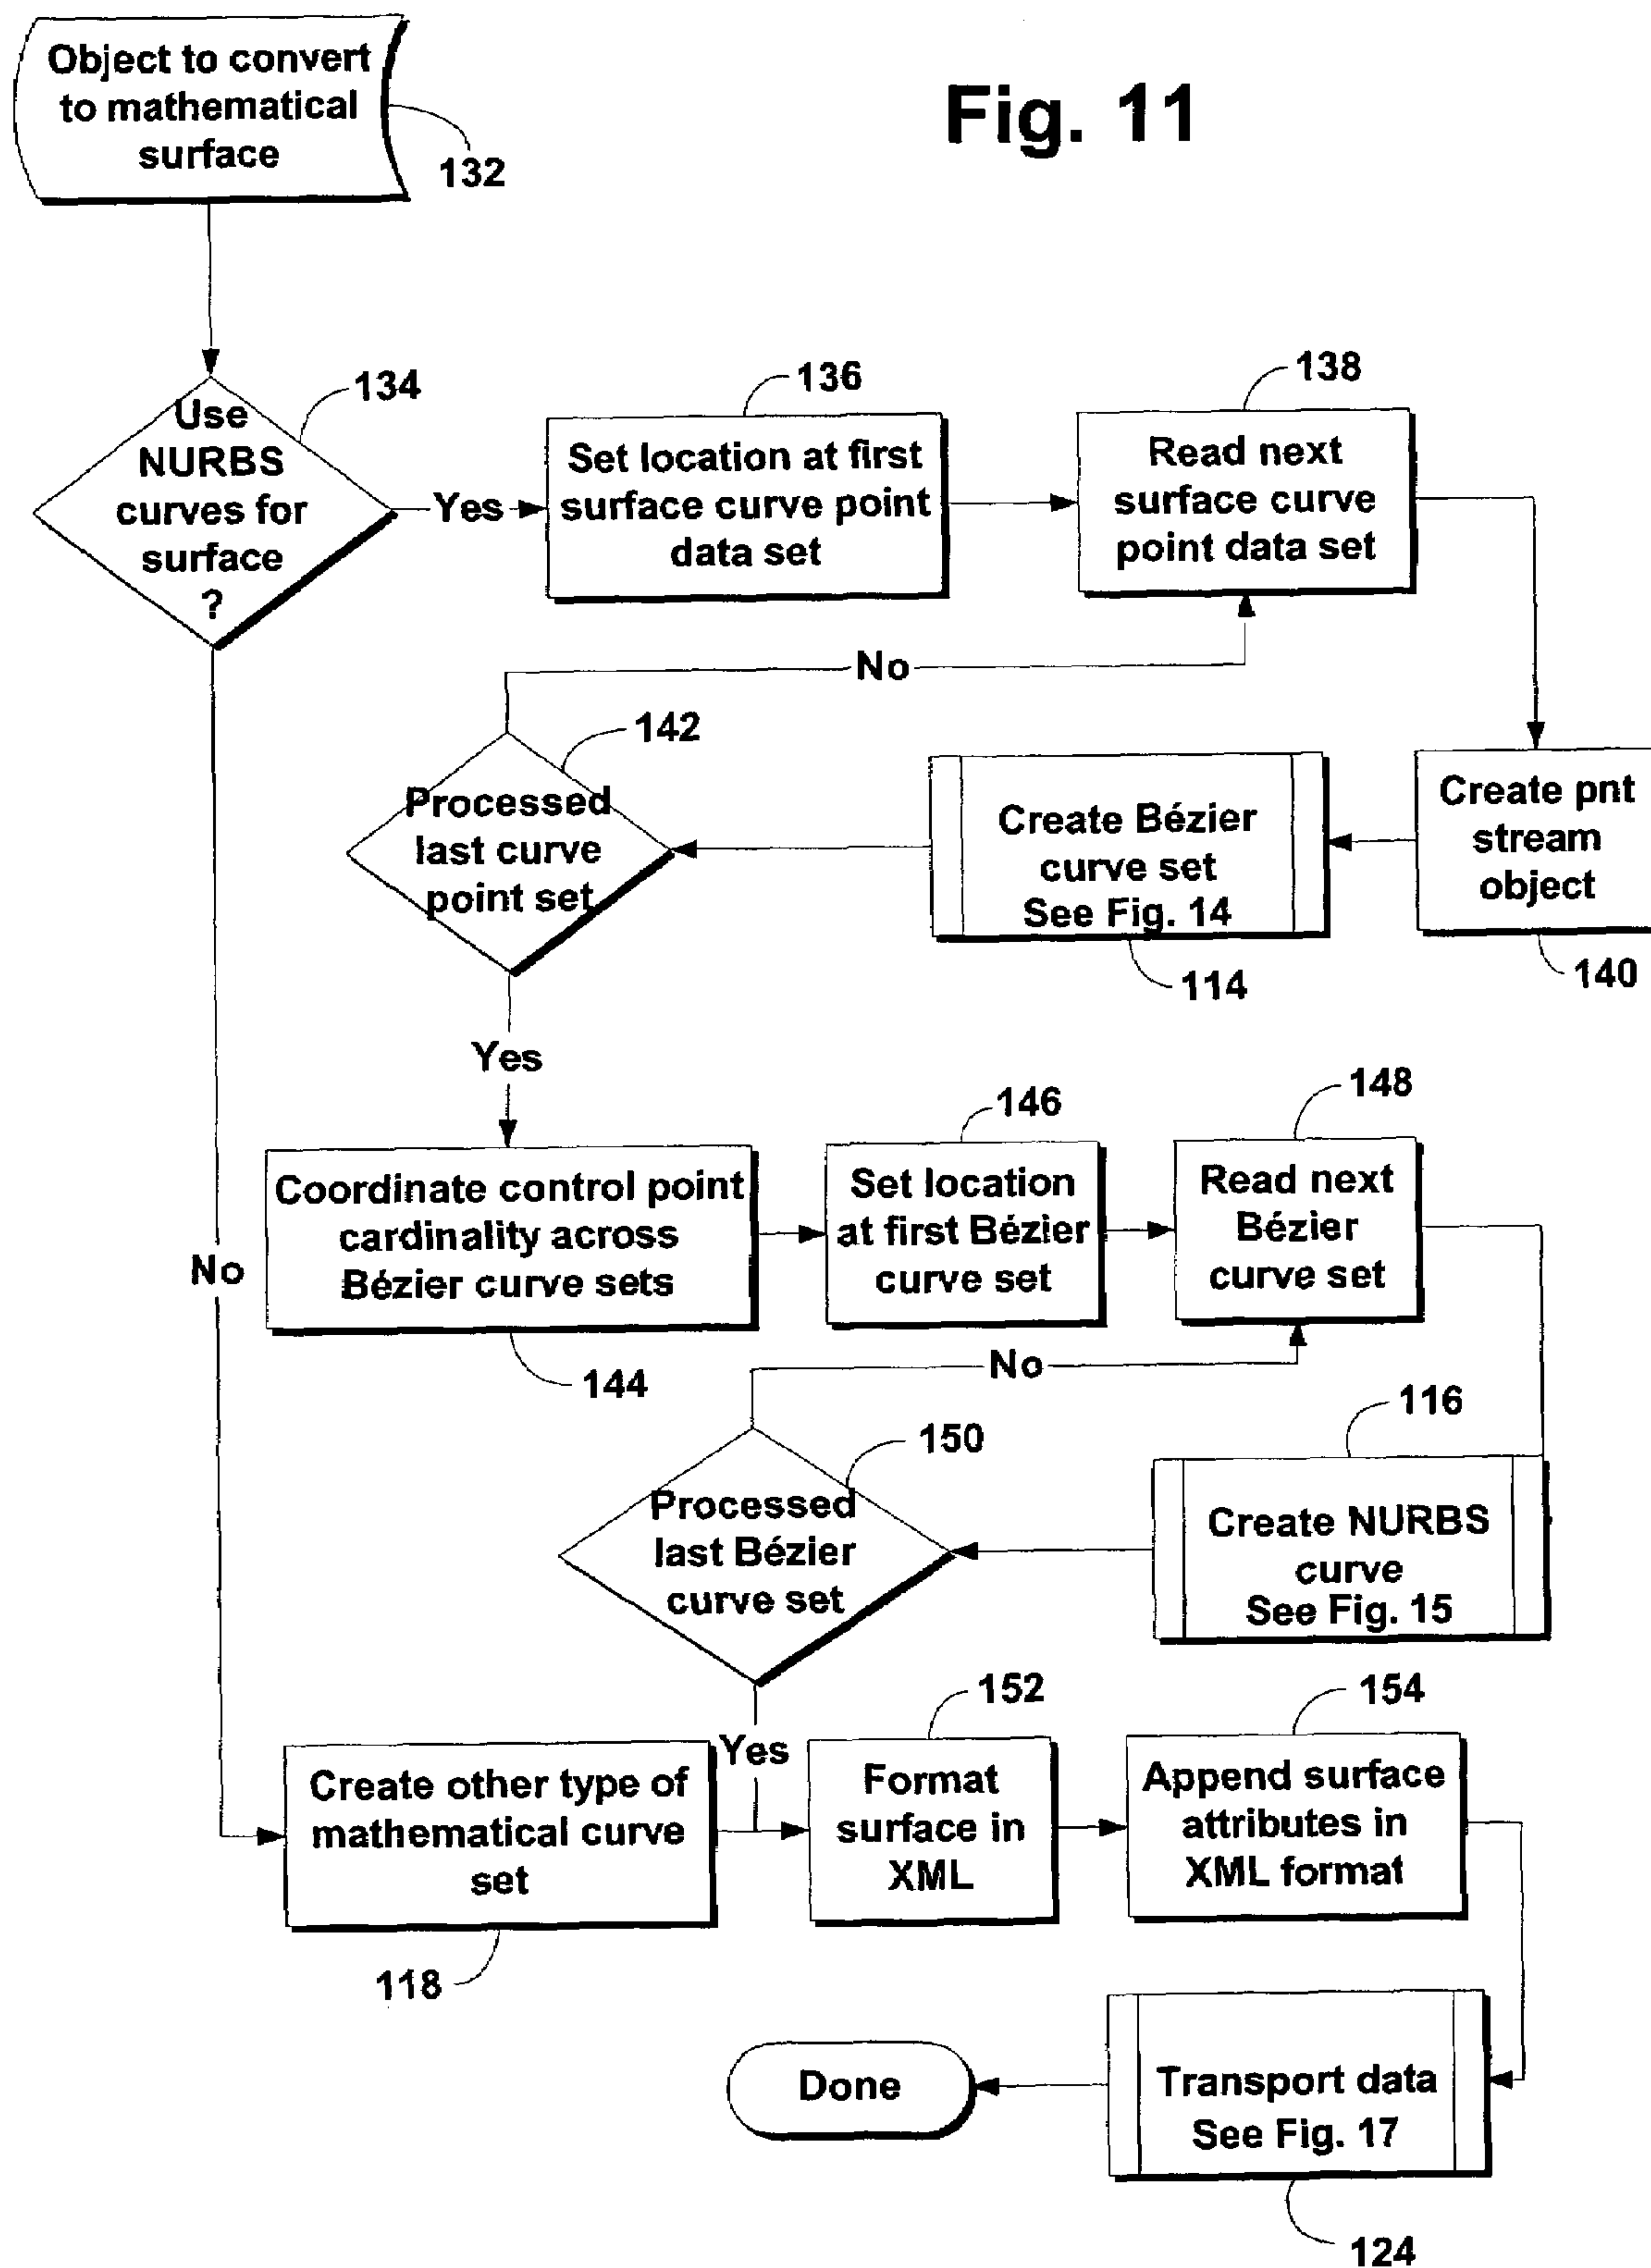 Object to convert
to mathematical
surface
132
Fig. 11
Use
NURBS
curves for
surface
?
134
Yes
136
Set location at first
surface curve point
data set
138
Read next
surface curve
point data set
No
142
Processed
last curve
point set
Create Bézier
curve set
See Fig. 14
114
Create pnt
stream
object
140
Yes
No
Coordinate control point
cardinality across
Bézier curve sets
144
146
Set location
at first Bézier
curve set
148
Read next
Bézier
curve set
No
116
150
Processed
last Bézier
curve set
Create NURBS
curve
See Fig. 15
Yes
Create other type of
mathematical curve
set
118
152
Format
surface in
XML
154
Append surface
attributes in
XML format
Done
Transport data
See Fig. 17
124